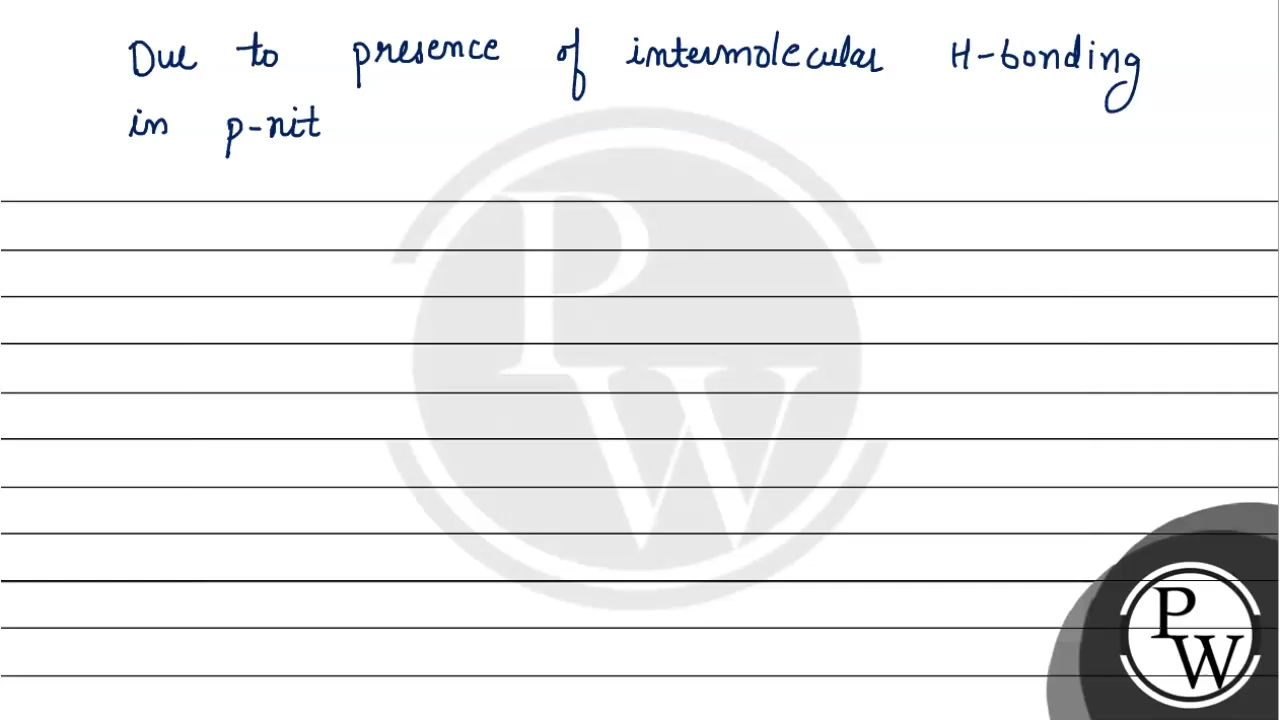 Due to presence of intermolecular H-bonding
in p-nit
P
W
P
W